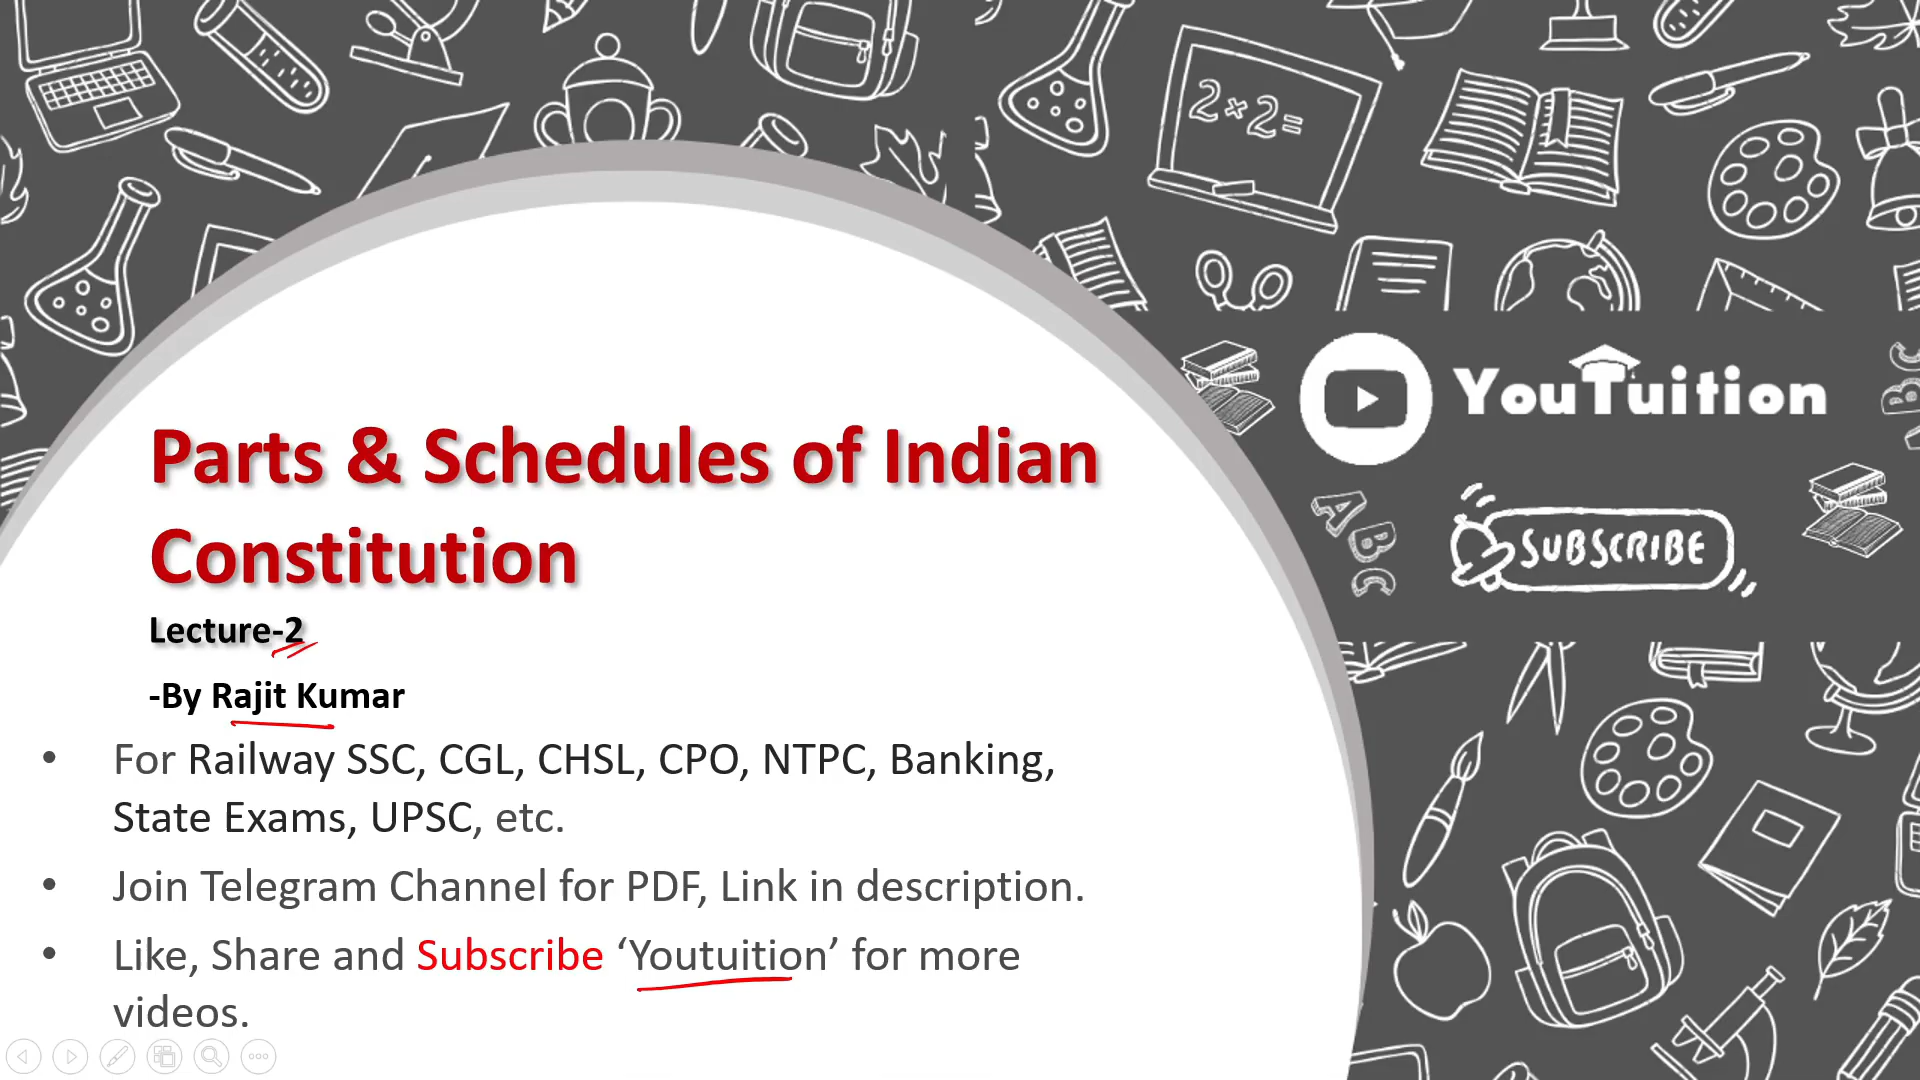 2×2=
YouTuition
SUBSCRIBE
A B C
Parts & Schedules of Indian
Constitution
Lecture-2
-By Rajit Kumar
• For Railway SSC, CGL, CHSL, CPO, NTPC, Banking,
State Exams, UPSC, etc.
• Join Telegram Channel for PDF, Link in description.
• Like, Share and Subscribe ‘Youtuition’ for more
videos.